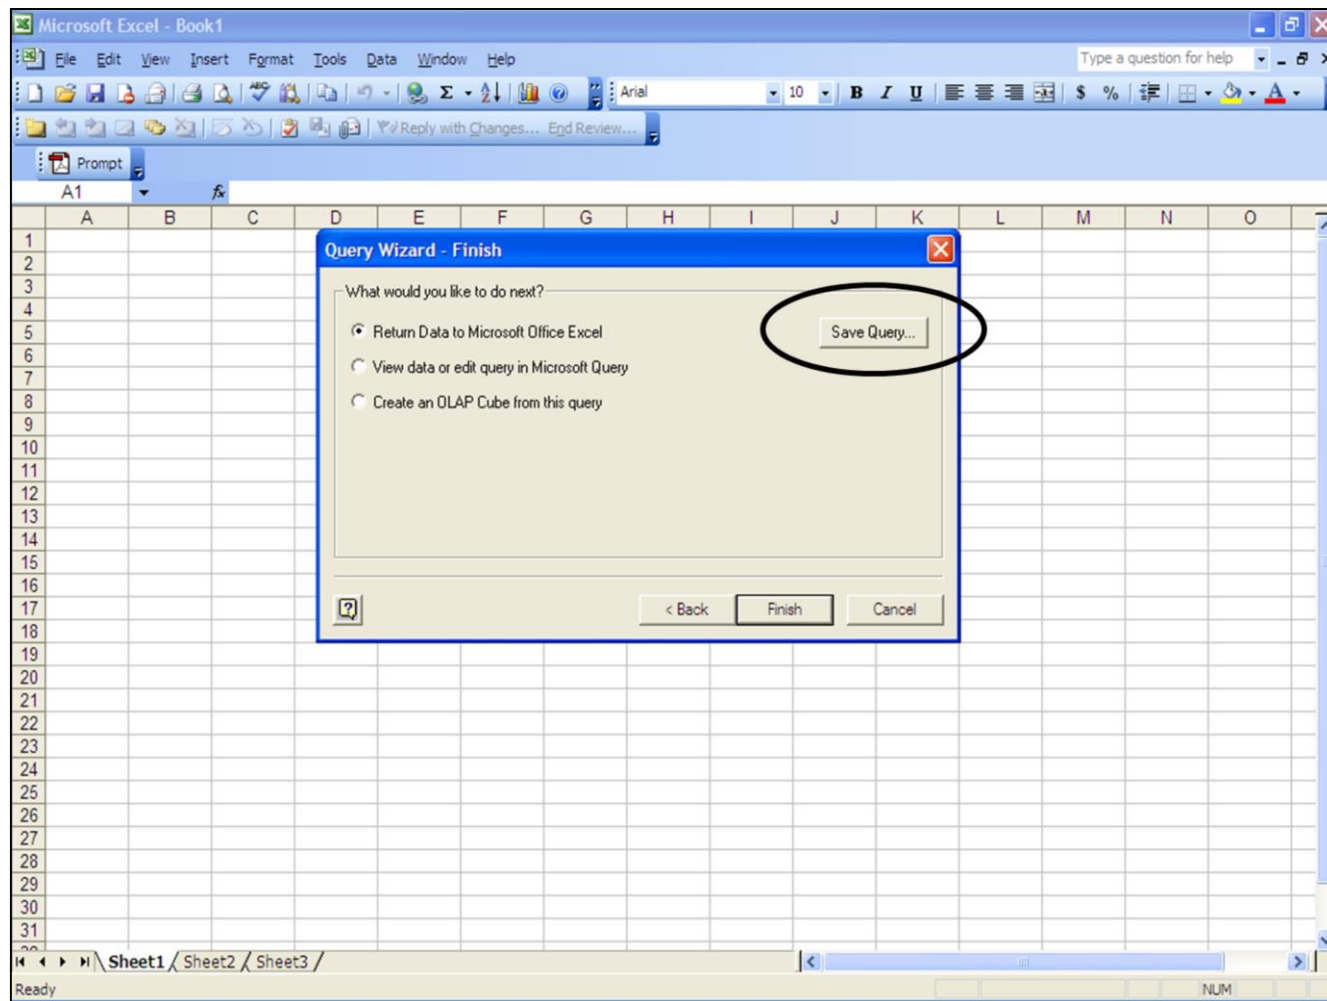 Microsoft Excel - Book1
File Edit View Insert Format Tools Data Window Help Type a question for help
Arial 10 B I U $ %
Reply with Changes... End Review...
Prompt
A1 fx
A B C D E F G H I J K L M N O
1
2
3
4
5
6
7
8
9
10
11
12
13
14
15
16
17
18
19
20
21
22
23
24
25
26
27
28
29
30
31
Query Wizard - Finish
What would you like to do next?
Return Data to Microsoft Office Excel Save Query...
View data or edit query in Microsoft Query
Create an OLAP Cube from this query
< Back Finish Cancel
Sheet1 Sheet2 Sheet3
Ready NUM